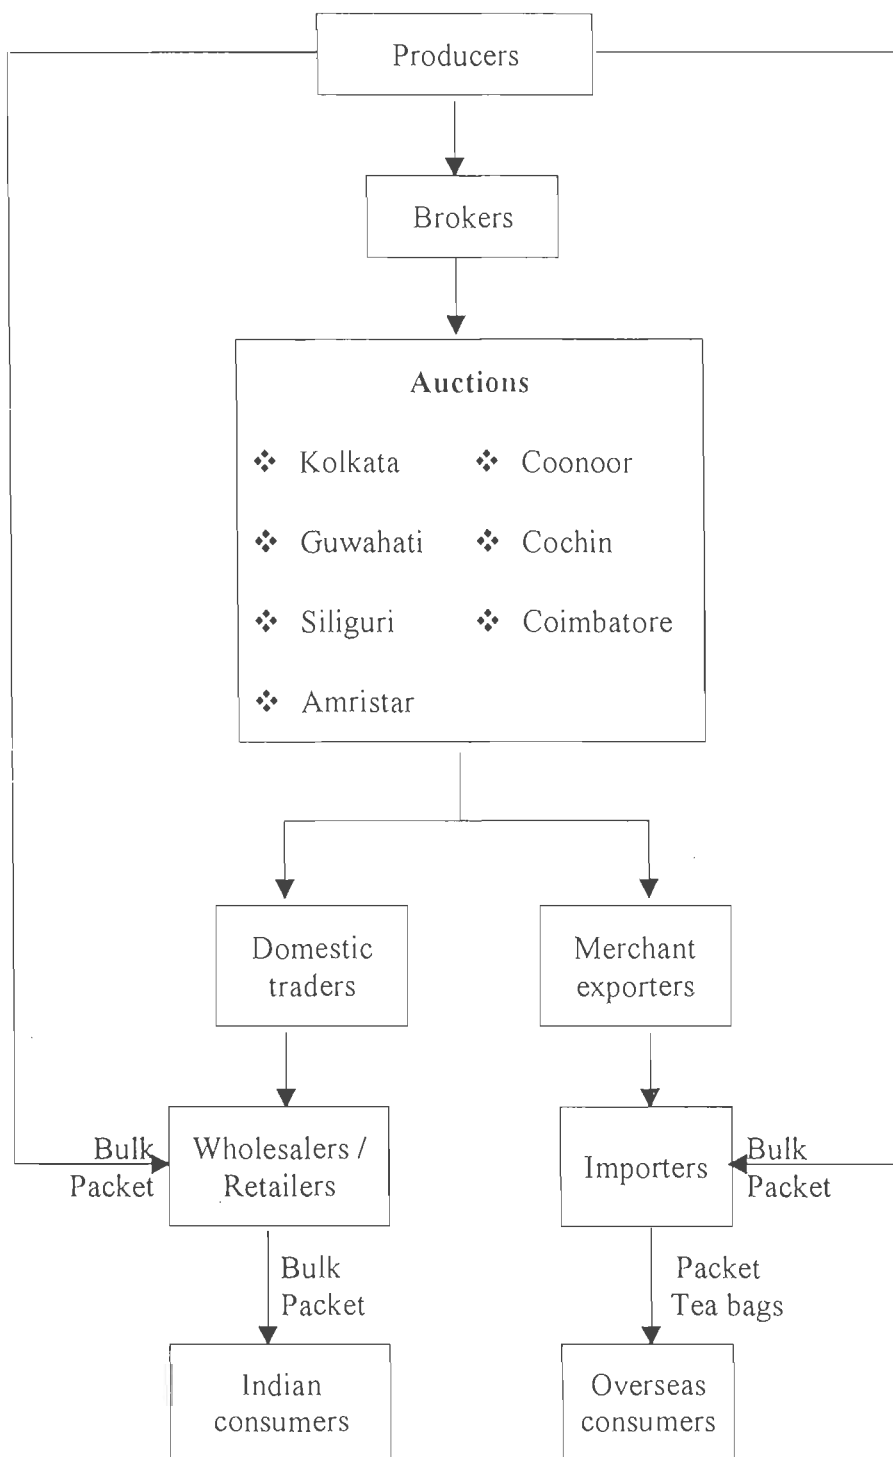 Producers
Brokers
Auctions
❖ Kolkata ❖ Coonoor
❖ Guwahati ❖ Cochin
❖ Siliguri ❖ Coimbatore
❖ Amristar
Domestic
traders
Merchant
exporters
Bulk
Packet
Wholesalers /
Retailers
Importers
Bulk
Packet
Bulk
Packet
Packet
Tea bags
Indian
consumers
Overseas
consumers